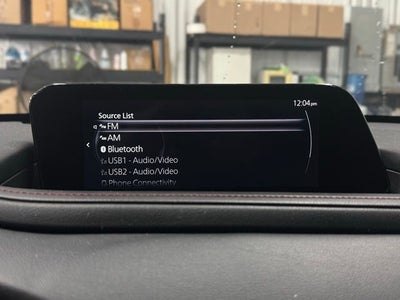 12:04pm
Source List
FM
AM
Bluetooth
USB1 - Audio/Video
USB2 - Audio/Video
Phone Connectivity